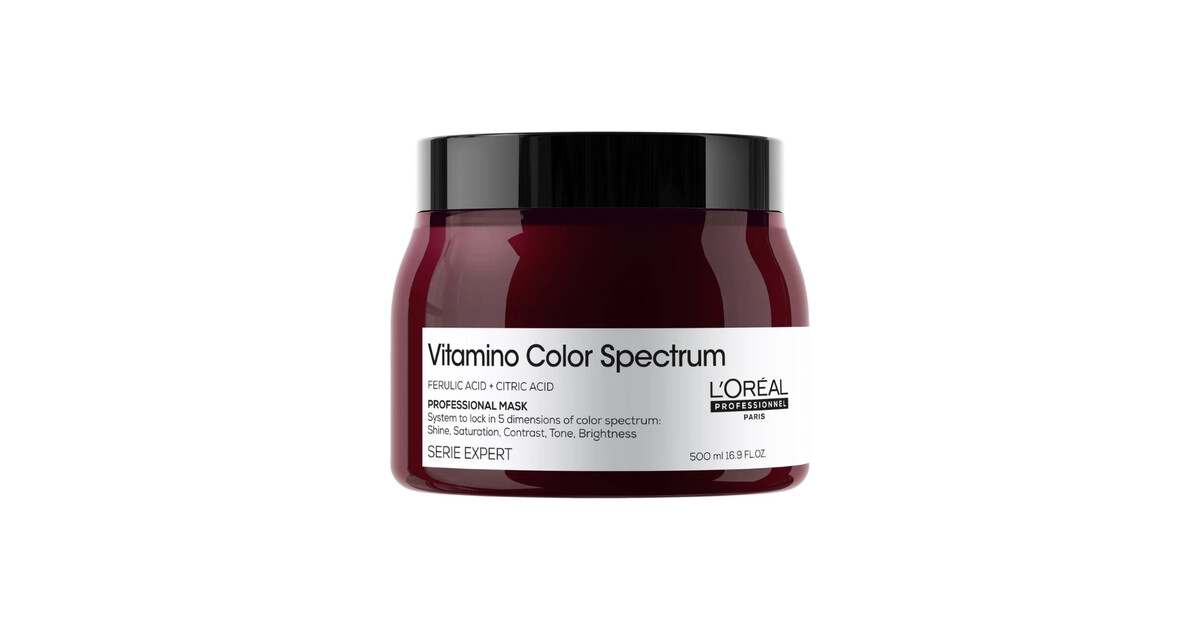 Vitamino Color Spectrum
FERULIC ACID + CITRIC ACID
PROFESSIONAL MASK
System to lock in 5 dimensions of color spectrum:
Shine, Saturation, Contrast, Tone, Brightness
SERIE EXPERT
L'ORÉAL
PROFESSIONNEL
PARIS
500 ml 16.9 FL.OZ.